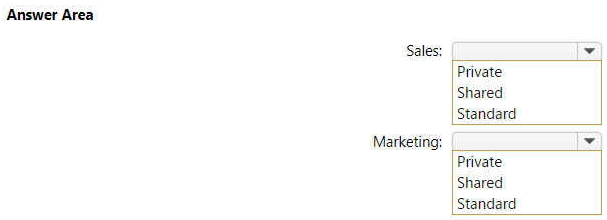 Answer Area
Sales:
Private
Shared
Standard
Marketing:
Private
Shared
Standard